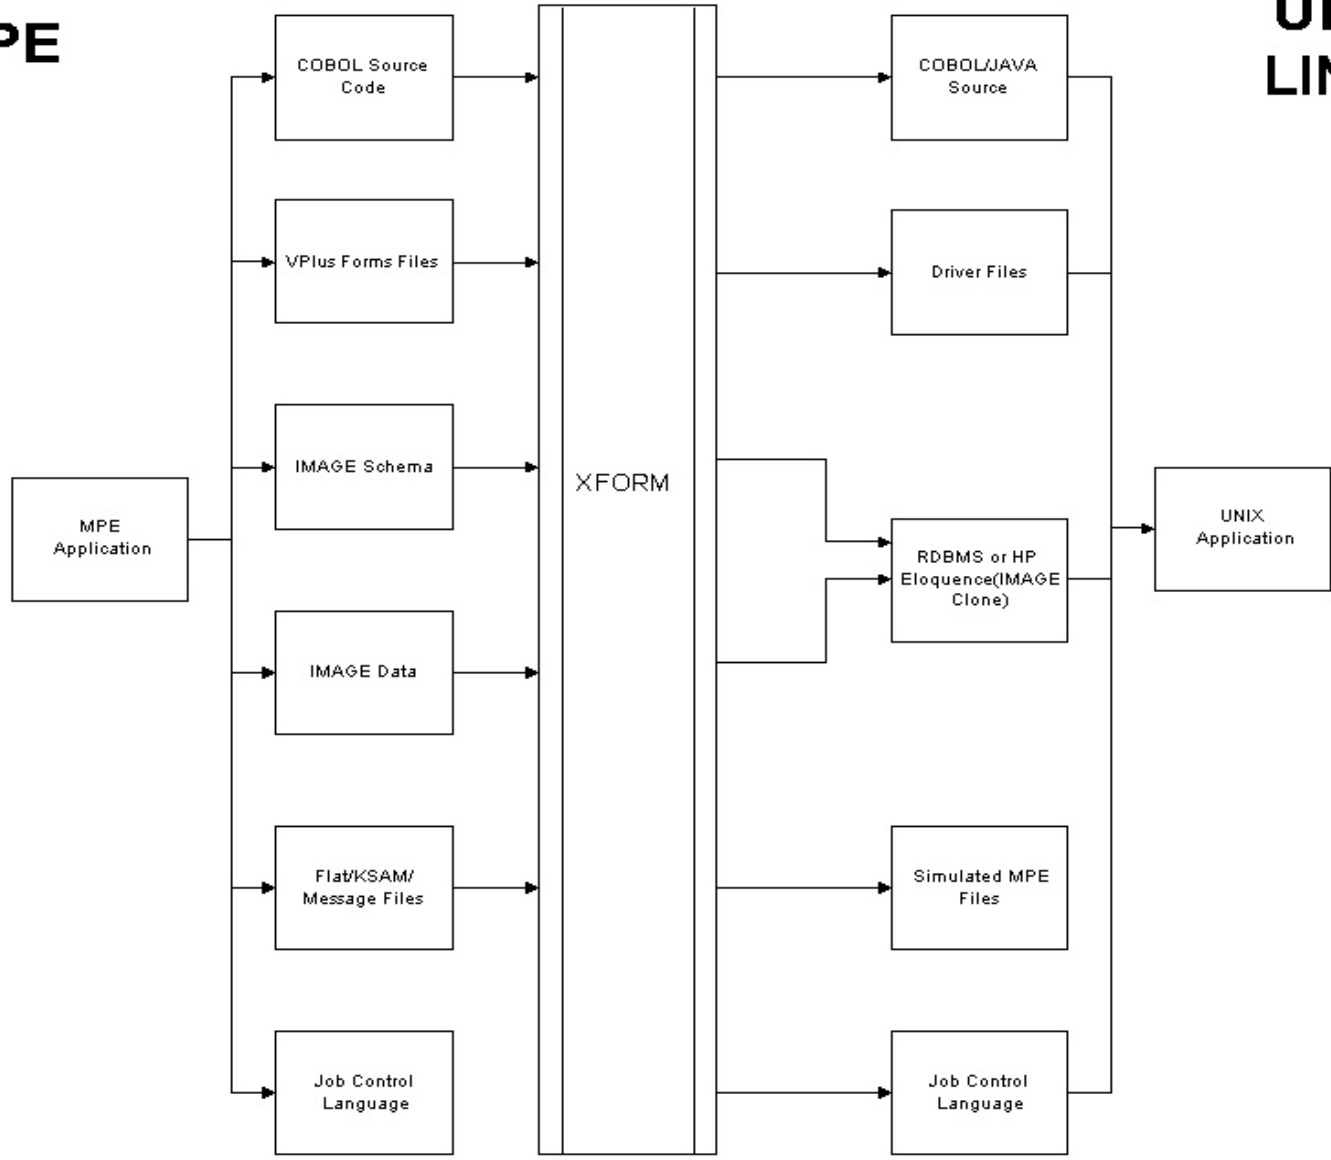 PE
COBOL Source
Code
VPlus Forms Files
IMAGE Schema
MPE
Application
IMAGE Data
Flat/KSAM/
Message Files
Job Control
Language
XFORM
COBOL/JAVA
Source
Driver Files
RDBMS or HP
Eloquence(IMAGE
Clone)
Simulated MPE
Files
Job Control
Language
LIN
UNIX
Application